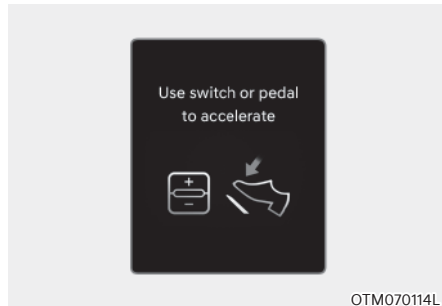 Use switch or pedal
to accelerate
+
−
OTM070114L